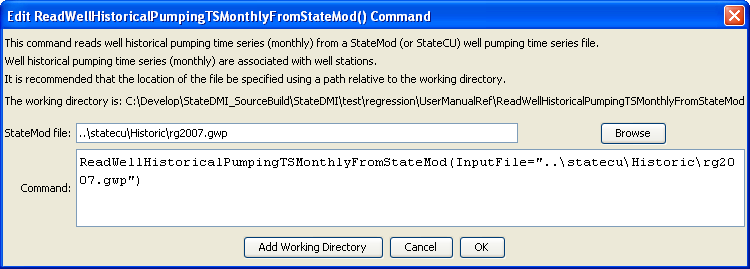 Edit ReadWellHistoricalPumpingTSMonthlyFromStateMod() Command
This command reads well historical pumping time series (monthly) from a StateMod (or StateCU) well pumping time series file.
Well historical pumping time series (monthly) are associated with well stations.
It is recommended that the location of the file be specified using a path relative to the working directory.
The working directory is: C:\Develop\StateDMI_SourceBuild\StateDMI\test\regression\UserManualRef\ReadWellHistoricalPumpingTSMonthlyFromStateMod
StateMod file: ..\statecu\Historic\rg2007.gwp Browse
ReadWellHistoricalPumpingTSMonthlyFromStateMod(InputFile="..\statecu\Historic\rg20
Command: 07.gwp")
Add Working Directory Cancel OK